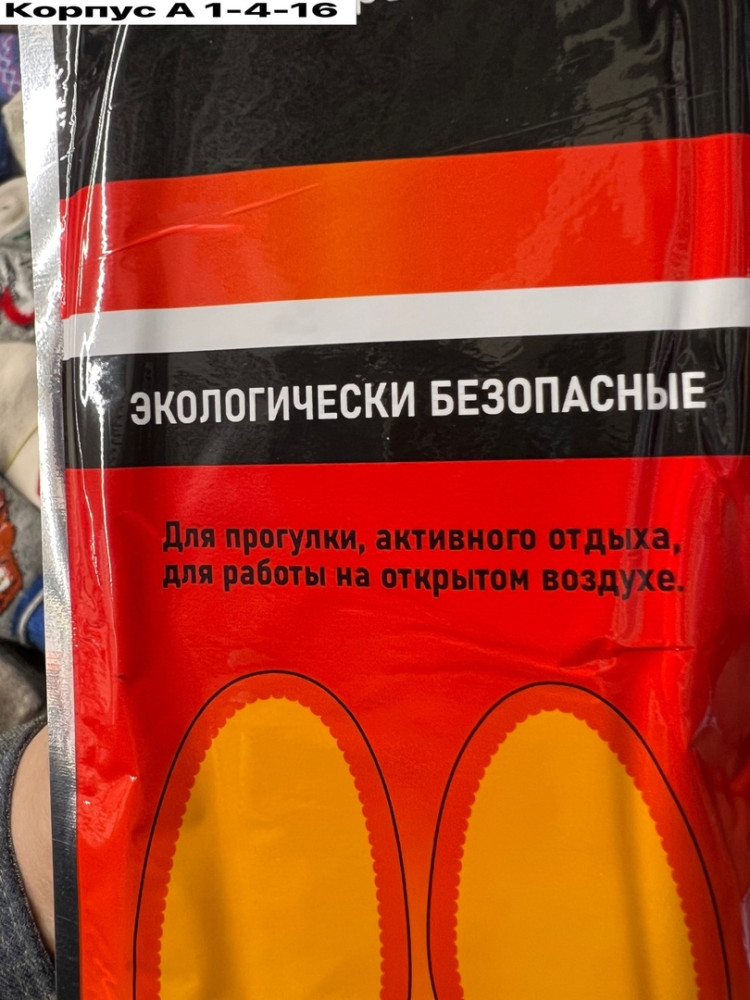 Корпус А 1-4-16
ЭКОЛОГИЧЕСКИ БЕЗОПАСНЫЕ
Для прогулки, активного отдыха,
для работы на открытом воздухе.